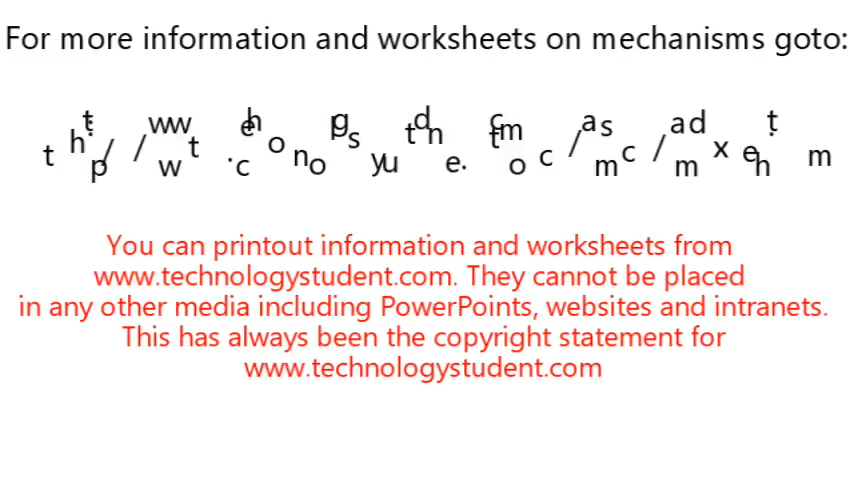 For more information and worksheets on mechanisms goto:
You can printout information and worksheets from
www.technologystudent.com. They cannot be placed
in any other media including PowerPoints, websites and intranets.
This has always been the copyright statement for
www.technologystudent.com